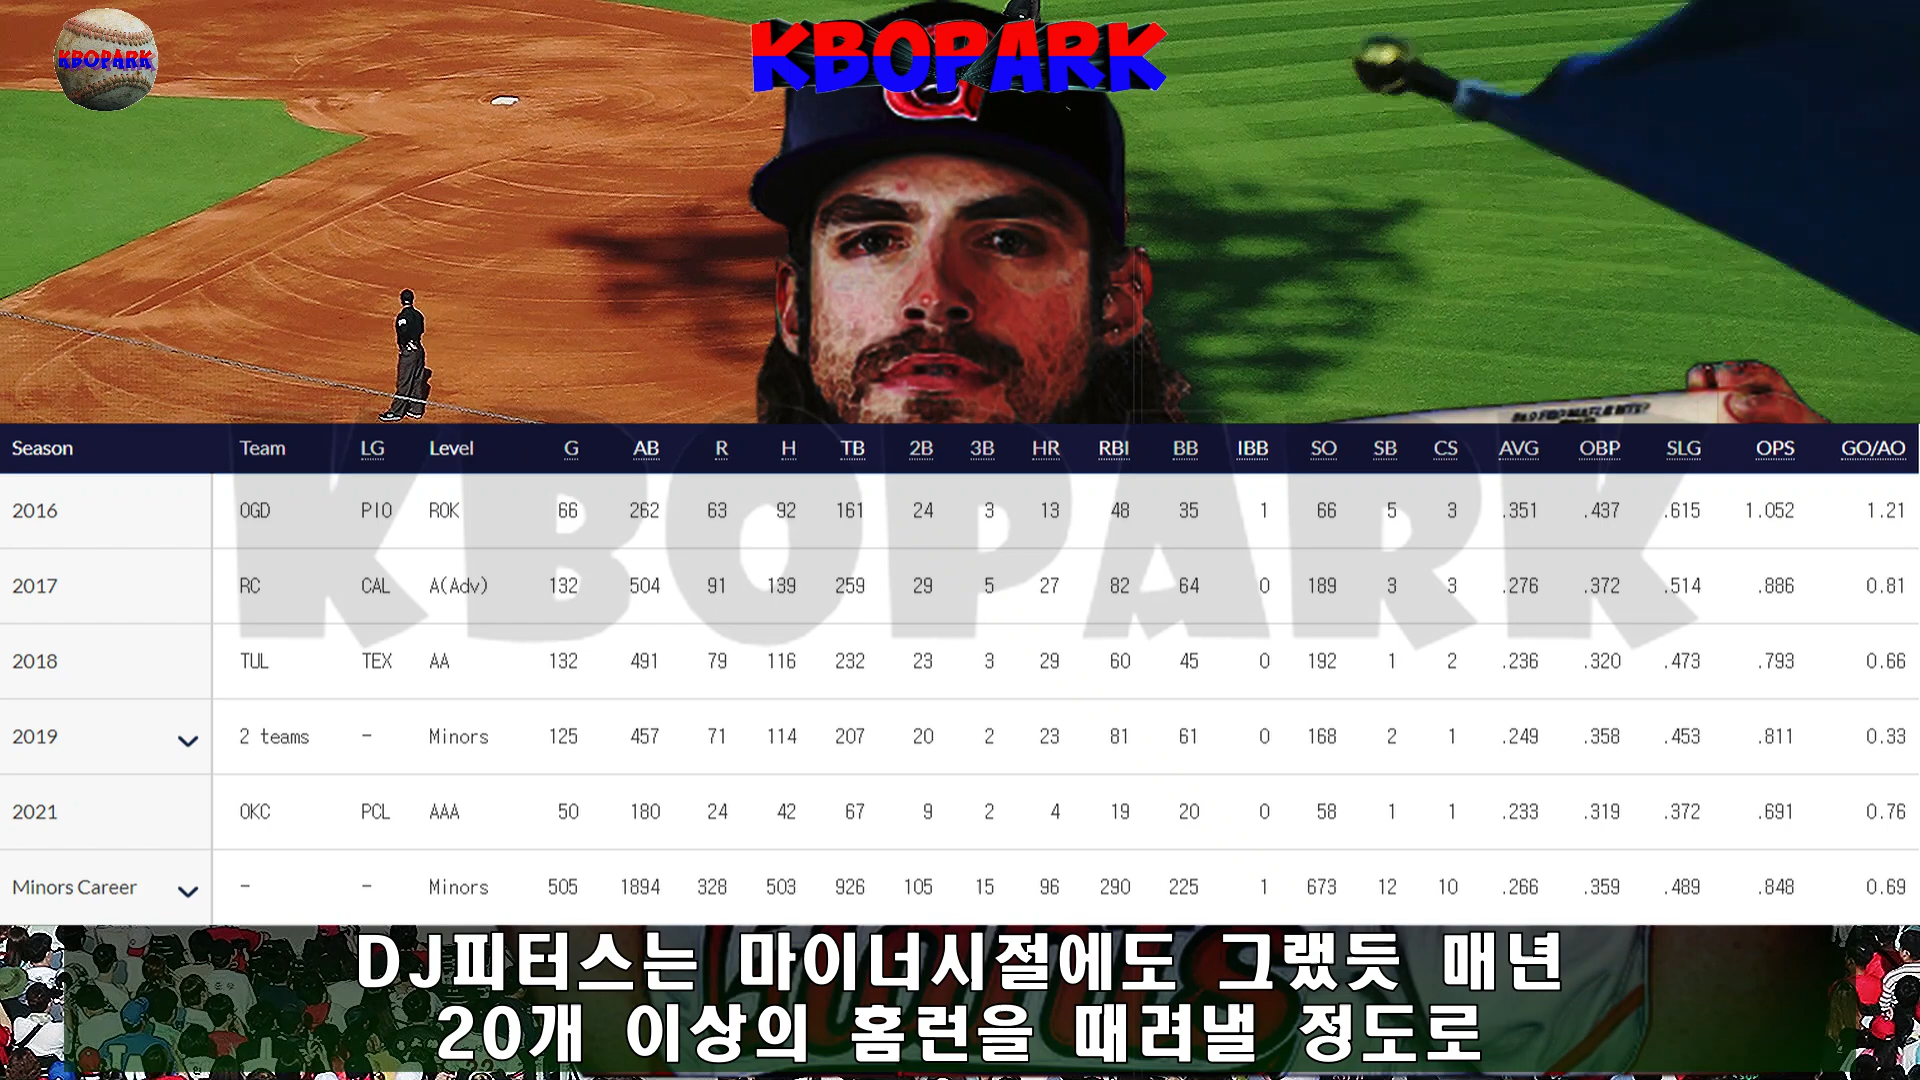 KBOPARK
KBOPARK
Season Team LG Level G AB R H TB 2B 3B HR RBI BB IBB SO SB CS AVG OBP SLG OPS GO/AO
2016 OGD PIO ROK 66 262 63 92 161 24 3 13 48 35 1 66 5 3 .351 .437 .615 1.052 1.21
2017 RC CAL A(Adv) 132 504 91 139 259 29 5 27 82 64 0 189 3 3 .276 .372 .514 .886 0.81
2018 TUL TEX AA 132 491 79 116 232 23 3 29 60 45 0 192 1 2 .236 .320 .473 .793 0.66
2019 2 teams - Minors 125 457 71 114 207 20 2 23 81 61 0 168 2 1 .249 .358 .453 .811 0.33
2021 OKC PCL AAA 50 180 24 42 67 9 2 4 19 20 0 58 1 1 .233 .319 .372 .691 0.76
Minors Career - - Minors 505 1894 328 503 926 105 15 96 290 225 1 673 12 10 .266 .359 .489 .848 0.69
KBOPARK
DJ피터스는 마이너시절에도 그랬듯 매년
20개 이상의 홈런을 때려낼 정도로